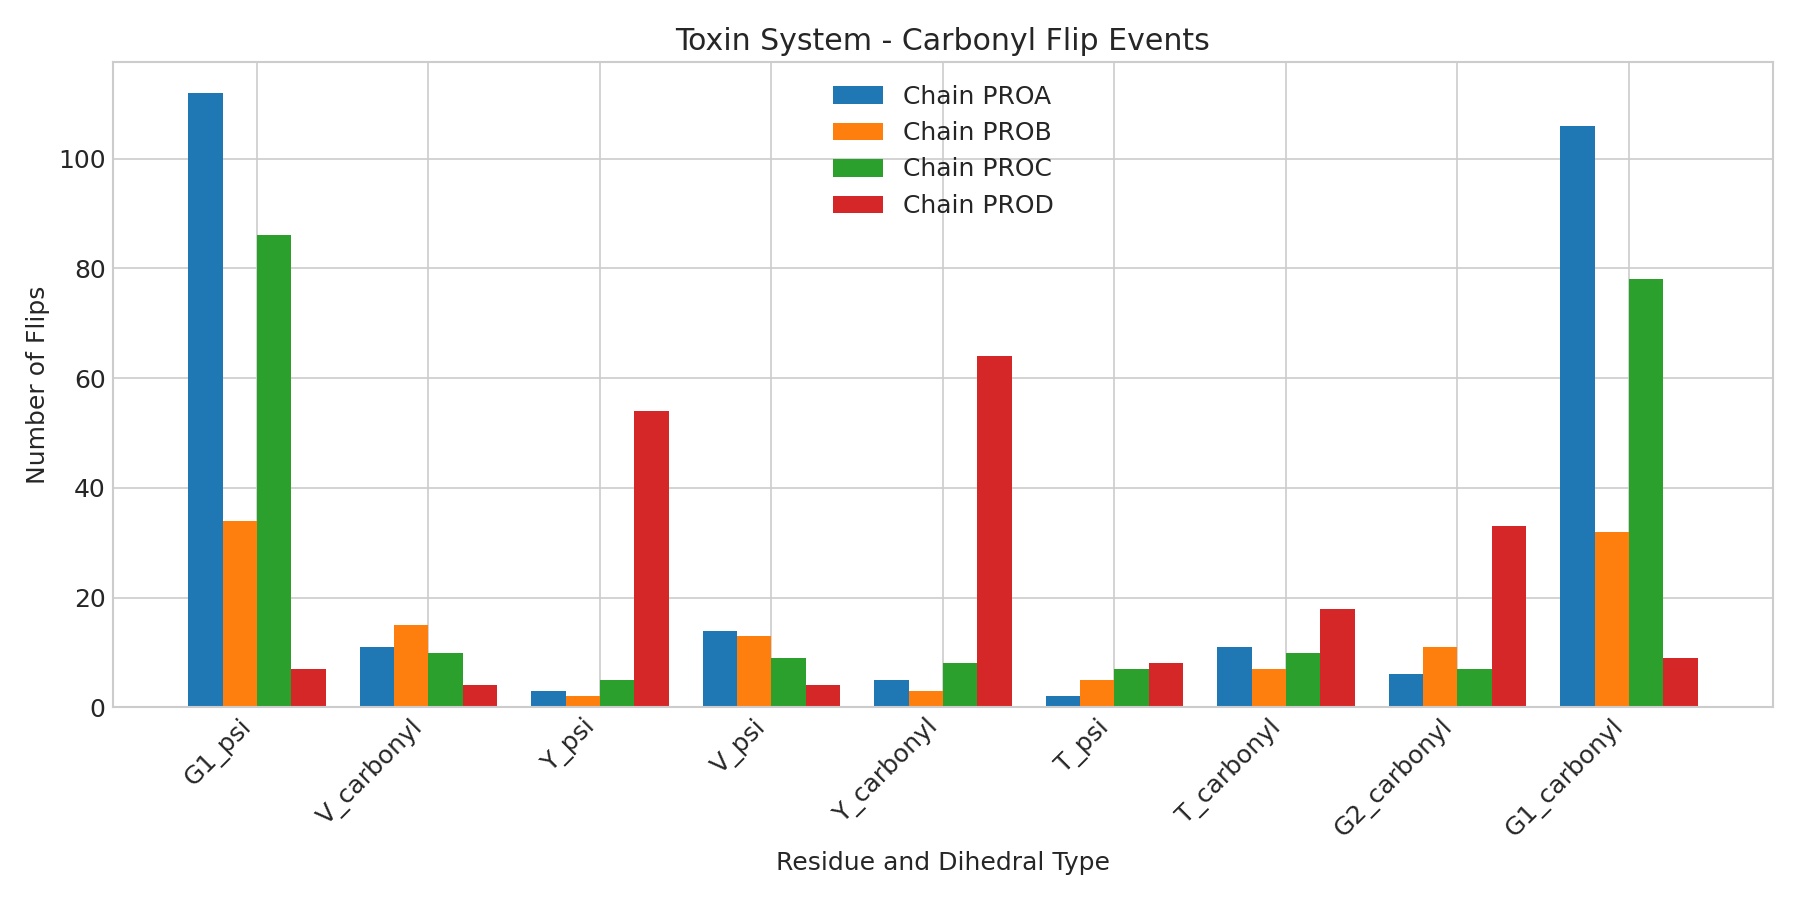 Toxin System - Carbonyl Flip Events
Chain PROA
Chain PROB
Chain PROC
Chain PROD
Number of Flips
100
80
60
40
20
0
G1_psi
V_carbonyl
Y_psi
V_psi
Y_carbonyl
T_psi
T_carbonyl
G2_carbonyl
G1_carbonyl
Residue and Dihedral Type